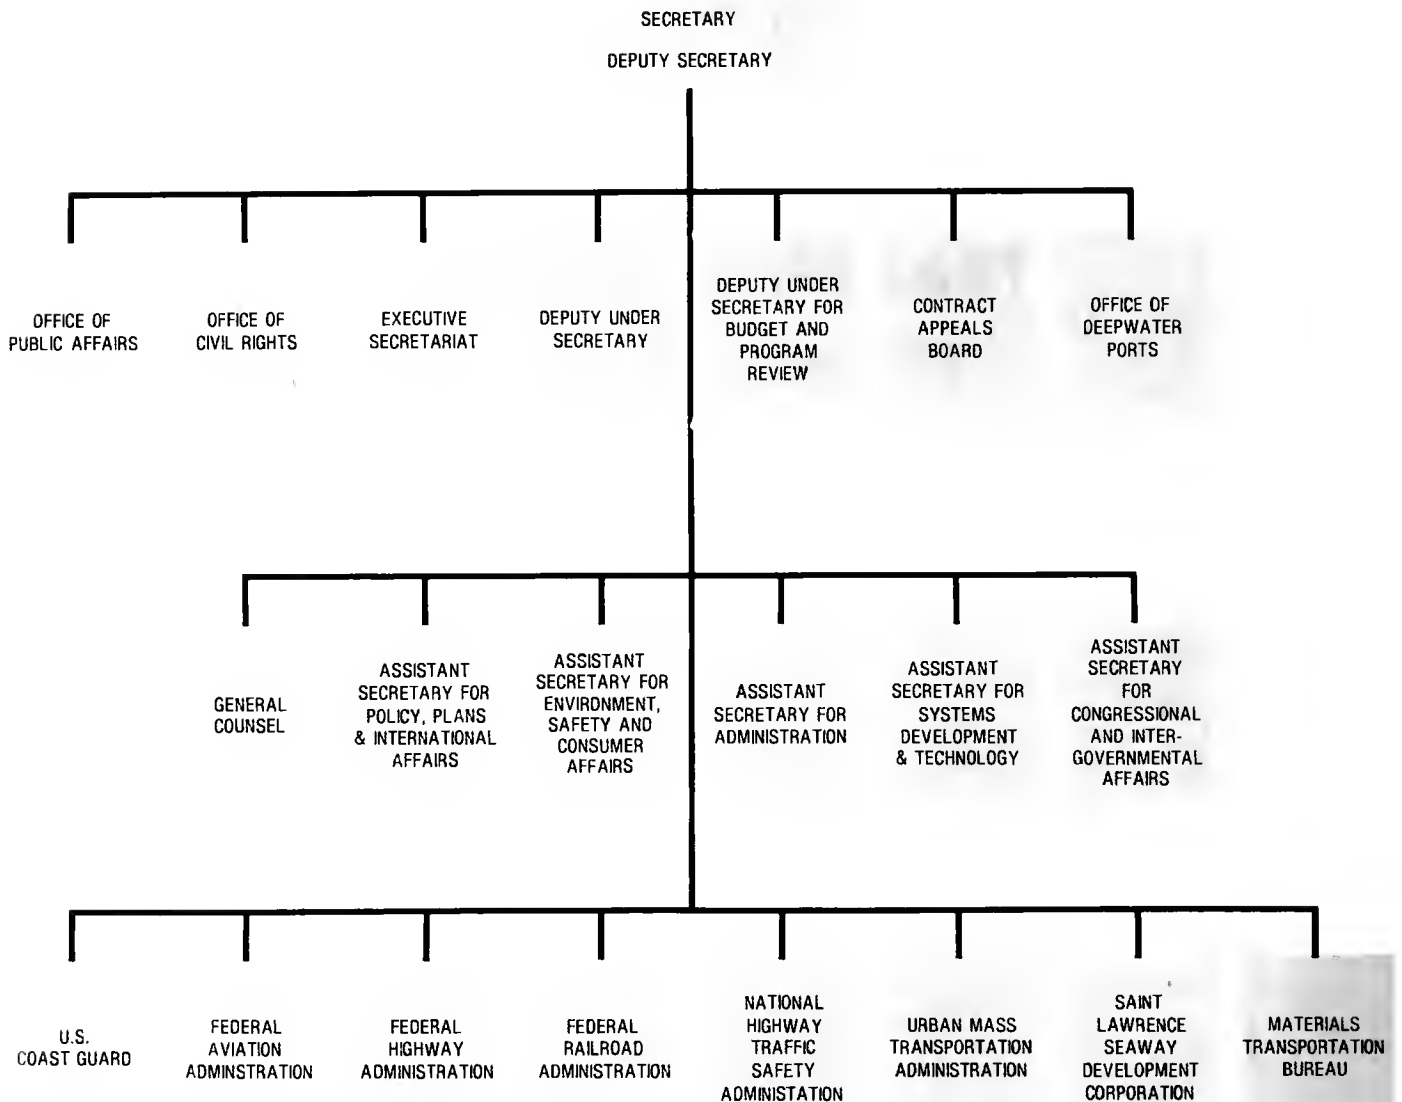 SECRETARY
DEPUTY SECRETARY
OFFICE OF
PUBLIC AFFAIRS
OFFICE OF
CIVIL RIGHTS
EXECUTIVE
SECRETARIAT
DEPUTY UNDER
SECRETARY
DEPUTY UNDER
SECRETARY FOR
BUDGET AND
PROGRAM
REVIEW
CONTRACT
APPEALS
BOARD
OFFICE OF
DEEPWATER
PORTS
GENERAL
COUNSEL
ASSISTANT
SECRETARY FOR
POLICY, PLANS
& INTERNATIONAL
AFFAIRS
ASSISTANT
SECRETARY FOR
ENVIRONMENT,
SAFETY AND
CONSUMER
AFFAIRS
ASSISTANT
SECRETARY FOR
ADMINISTRATION
ASSISTANT
SECRETARY FOR
SYSTEMS
DEVELOPMENT
& TECHNOLOGY
ASSISTANT
SECRETARY
FOR
CONGRESSIONAL
AND INTER-
GOVERNMENTAL
AFFAIRS
U.S.
COAST GUARD
FEDERAL
AVIATION
ADMINSTRATION
FEDERAL
HIGHWAY
ADMINISTRATION
FEDERAL
RAILROAD
ADMINISTRATION
NATIONAL
HIGHWAY
TRAFFIC
SAFETY
ADMINISTATION
URBAN MASS
TRANSPORTATION
ADMINISTRATION
SAINT
LAWRENCE
SEAWAY
DEVELOPMENT
CORPORATION
MATERIALS
TRANSPORTATION
BUREAU